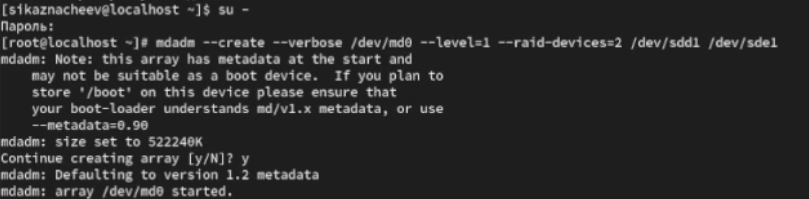 [sikaznacheev@localhost ~]$ su -
Пароль:
[root@localhost ~]# mdadm --create --verbose /dev/md0 --level=1 --raid-devices=2 /dev/sdd1 /dev/sde1
mdadm: Note: this array has metadata at the start and
    may not be suitable as a boot device.  If you plan to
    store '/boot' on this device please ensure that
    your boot-loader understands md/v1.x metadata, or use
    --metadata=0.90
mdadm: size set to 522240K
Continue creating array [y/N]? y
mdadm: Defaulting to version 1.2 metadata
mdadm: array /dev/md0 started.